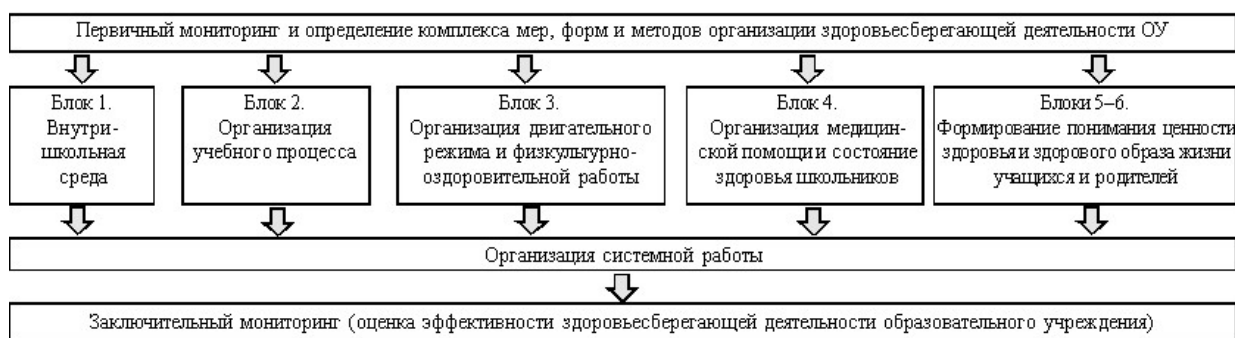 Первичный мониторинг и определение комплекса мер, форм и методов организации здоровьесберегающей деятельности ОУ
Блок 1.
Внутри-
школьная
среда
Блок 2.
Организация
учебного процесса
Блок 3.
Организация двигательного
режима и физкультурно-
оздоровительной работы
Блок 4.
Организация медицин-
ской помощи и состояние
здоровья школьников
Блоки 5–6.
Формирование понимания ценности
здоровья и здорового образа жизни
учащихся и родителей
Организация системной работы
Заключительный мониторинг (оценка эффективности здоровьесберегающей деятельности образовательного учреждения)